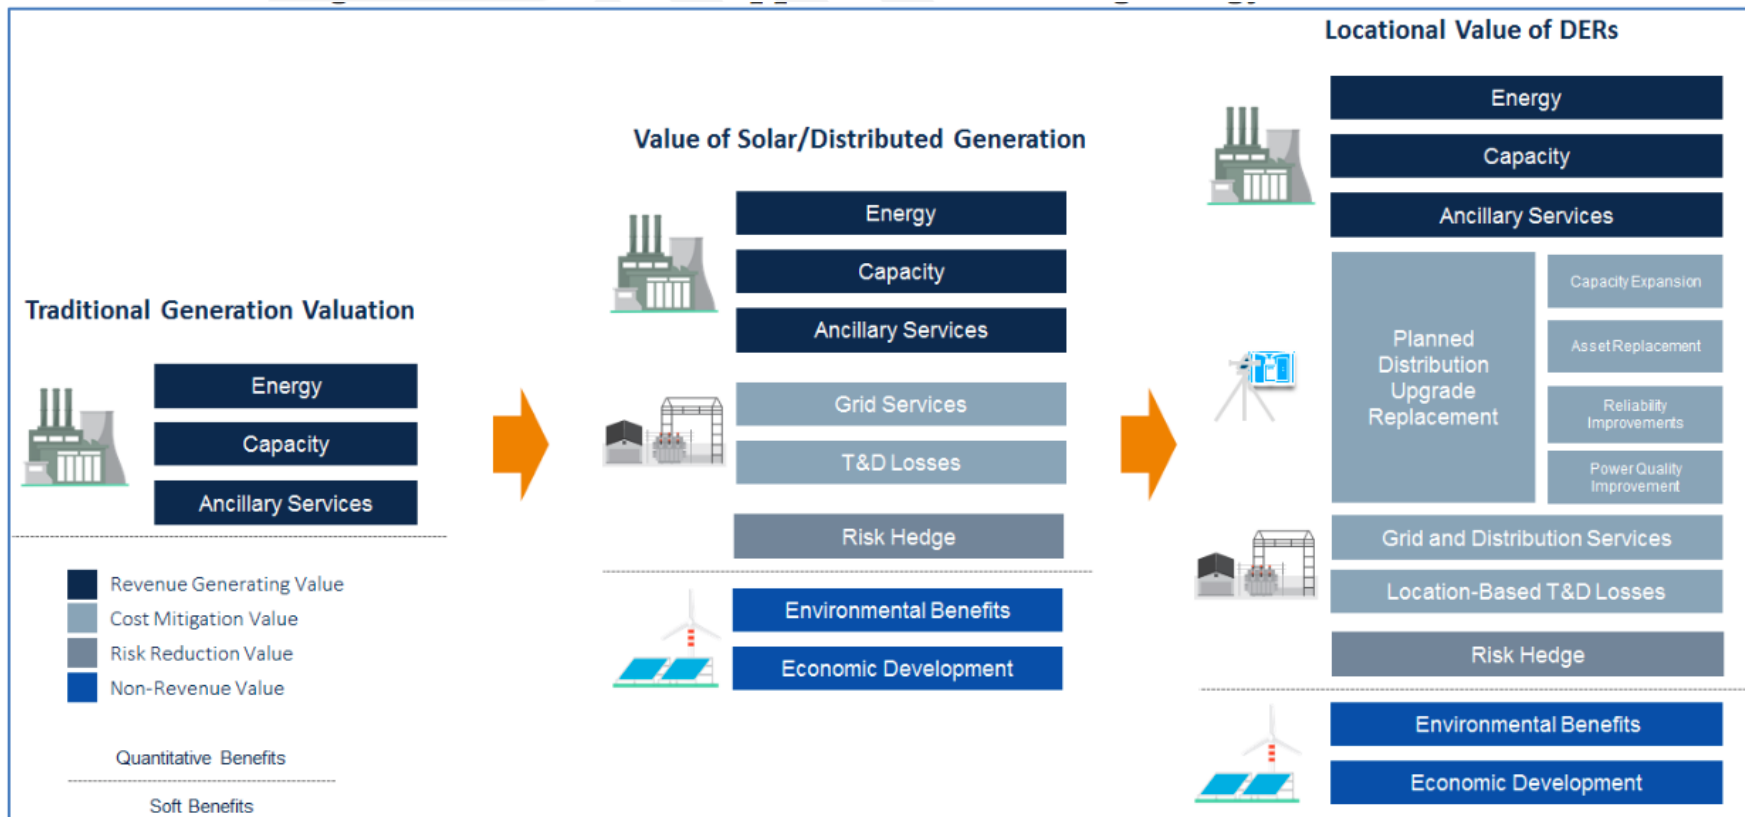 Locational Value of DERs
Energy
Capacity
Ancillary Services
Planned
Distribution
Upgrade
Replacement
Capacity Expansion
Asset Replacement
Reliability
Improvements
Power Quality
Improvement
Grid and Distribution Services
Location-Based T&D Losses
Risk Hedge
Environmental Benefits
Economic Development
Value of Solar/Distributed Generation
Energy
Capacity
Ancillary Services
Grid Services
T&D Losses
Risk Hedge
Environmental Benefits
Economic Development
Traditional Generation Valuation
Energy
Capacity
Ancillary Services
Revenue Generating Value
Cost Mitigation Value
Risk Reduction Value
Non-Revenue Value
Quantitative Benefits
Soft Benefits